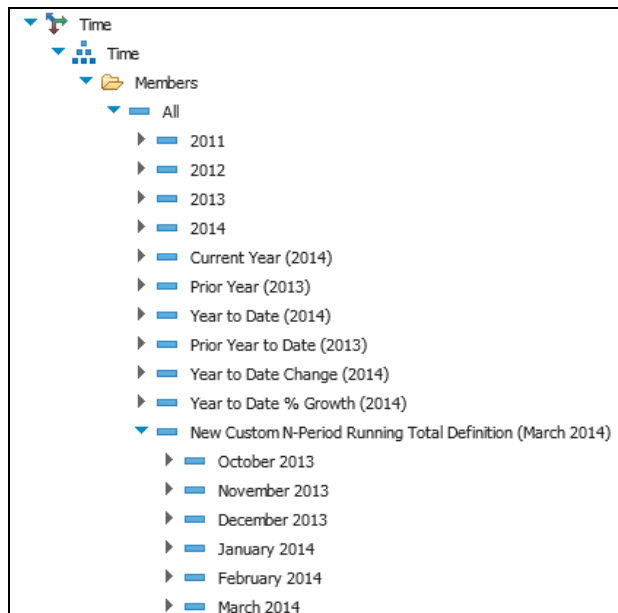 Time
Time
Members
All
2011
2012
2013
2014
Current Year (2014)
Prior Year (2013)
Year to Date (2014)
Prior Year to Date (2013)
Year to Date Change (2014)
Year to Date % Growth (2014)
New Custom N-Period Running Total Definition (March 2014)
October 2013
November 2013
December 2013
January 2014
February 2014
March 2014